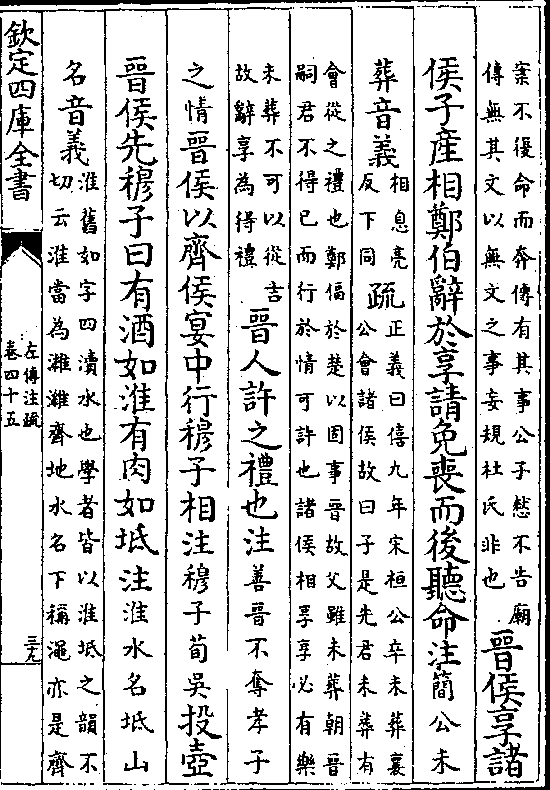 案不復命而奔傳有其事公子憖不告廟
傳無其文以無文之事妄規杜氏非也
晉侯享諸
侯子產相鄭伯辭於享請免喪而後聽命注簡公未
葬音義
相息亮
反下同
疏
正義曰僖九年宋桓公卒未葬襄
公會諸侯故曰子是先君未葬有
會從之禮也鄭偪於楚以固事晉故父雖未葬朝晉
嗣君不得已而行於情可許也諸侯相享享必有樂
未葬不可以從吉
故辭享為得禮
晉人許之禮也注善晉不奪孝子
之情晉侯以齊侯宴中行穆子相注穆子荀吳投壺
晉侯先穆子曰有酒如淮有肉如坻注淮水名坻山
名音義
淮舊如字四瀆水也學者皆以淮坻之韻不
切云淮當為濰濰齊地水名下稱澠亦是齊
欽定四庫全書
左傳注疏
卷四十五
三九